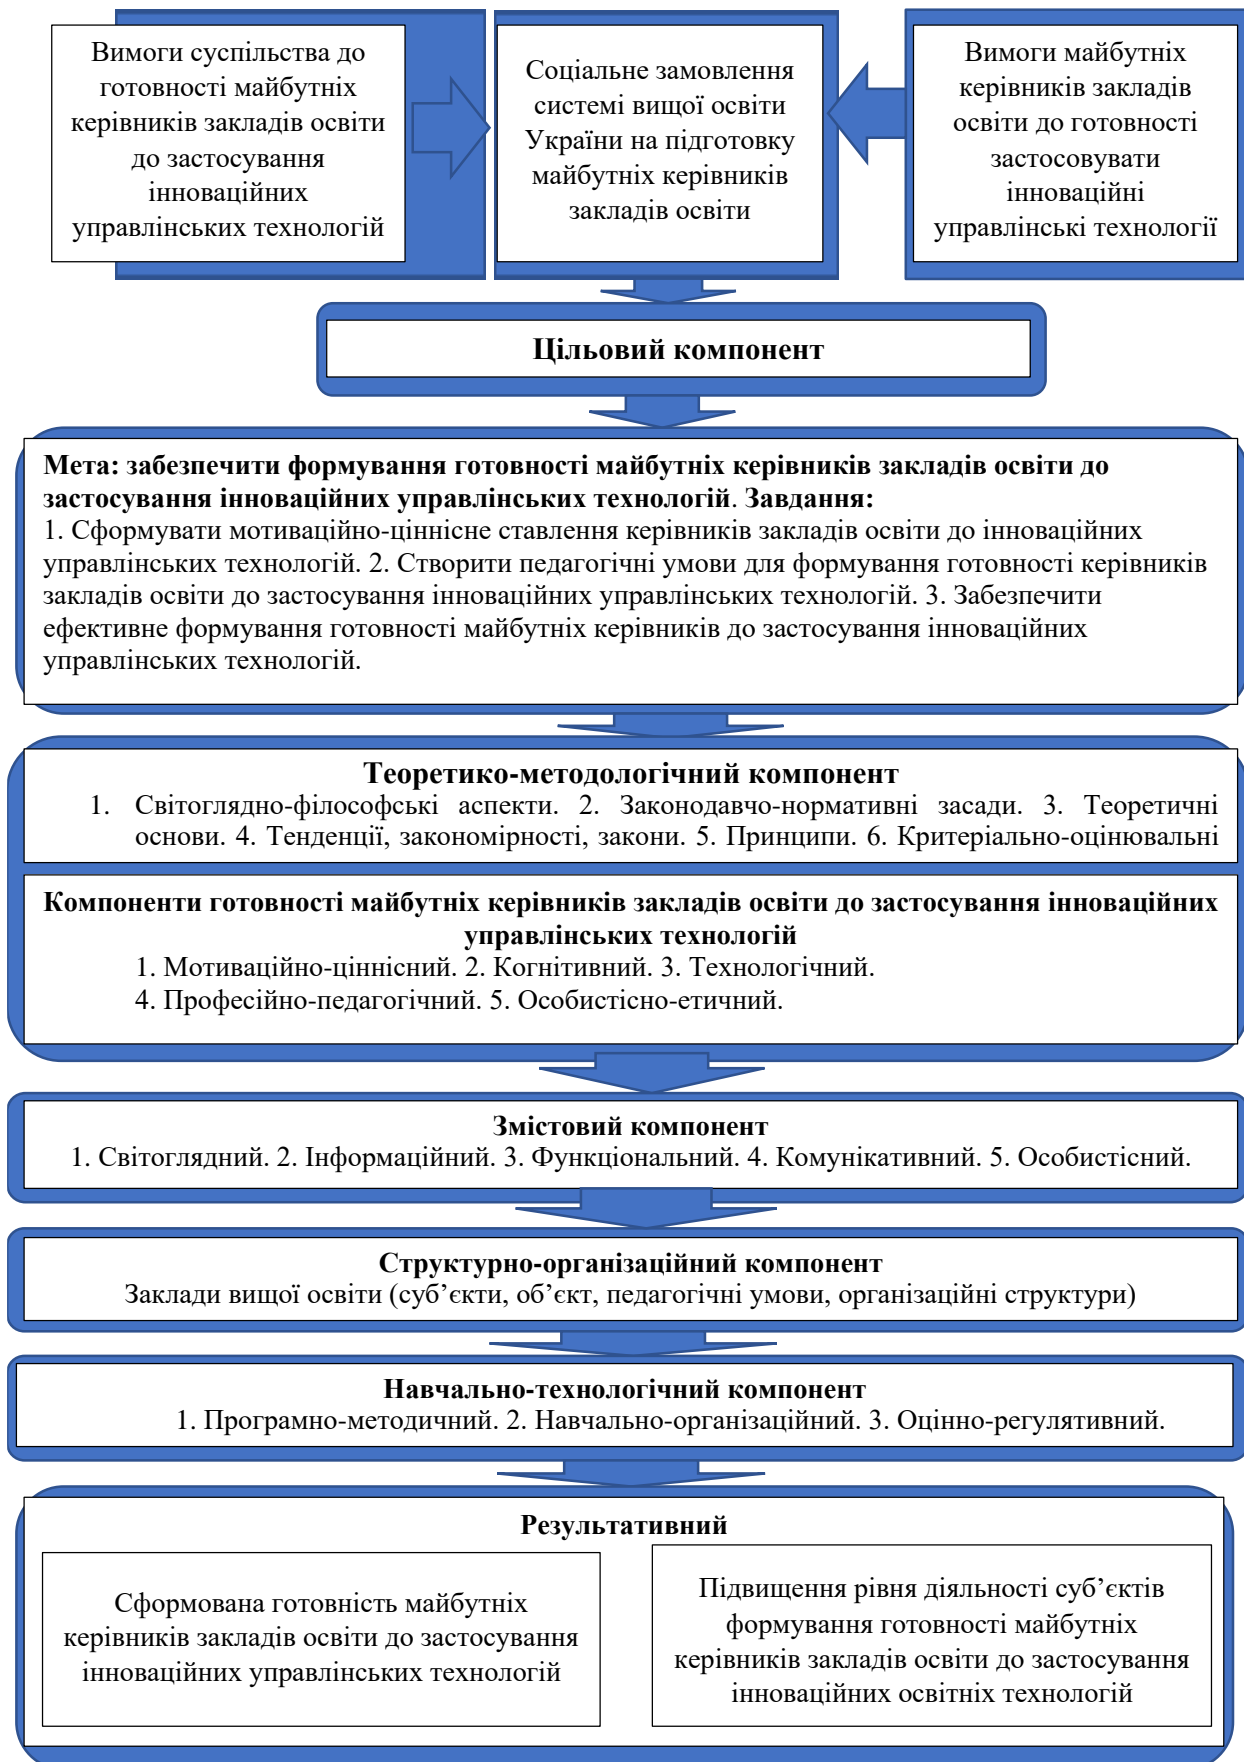 Вимоги суспільства до
готовності майбутніх
керівників закладів освіти
до застосування
інноваційних
управлінських технологій
Соціальне замовлення
системі вищої освіти
України на підготовку
майбутніх керівників
закладів освіти
Вимоги майбутніх
керівників закладів
освіти до готовності
застосовувати
інноваційні
управлінські технології
Цільовий компонент
Мета: забезпечити формування готовності майбутніх керівників закладів освіти до
застосування інноваційних управлінських технологій. Завдання:
1. Сформувати мотиваційно-ціннісне ставлення керівників закладів освіти до інноваційних
управлінських технологій. 2. Створити педагогічні умови для формування готовності керівників
закладів освіти до застосування інноваційних управлінських технологій. 3. Забезпечити
ефективне формування готовності майбутніх керівників до застосування інноваційних
управлінських технологій.
Теоретико-методологічний компонент
1. Світоглядно-філософські аспекти. 2. Законодавчо-нормативні засади. 3. Теоретичні
основи. 4. Тенденції, закономірності, закони. 5. Принципи. 6. Критеріально-оцінювальні
Компоненти готовності майбутніх керівників закладів освіти до застосування інноваційних
управлінських технологій
1. Мотиваційно-ціннісний. 2. Когнітивний. 3. Технологічний.
4. Професійно-педагогічний. 5. Особистісно-етичний.
Змістовий компонент
1. Світоглядний. 2. Інформаційний. 3. Функціональний. 4. Комунікативний. 5. Особистісний.
Структурно-організаційний компонент
Заклади вищої освіти (суб’єкти, об’єкт, педагогічні умови, організаційні структури)
Навчально-технологічний компонент
1. Програмно-методичний. 2. Навчально-організаційний. 3. Оцінно-регулятивний.
Результативний
Сформована готовність майбутніх
керівників закладів освіти до застосування
інноваційних управлінських технологій
Підвищення рівня діяльності суб’єктів
формування готовності майбутніх
керівників закладів освіти до застосування
інноваційних освітніх технологій